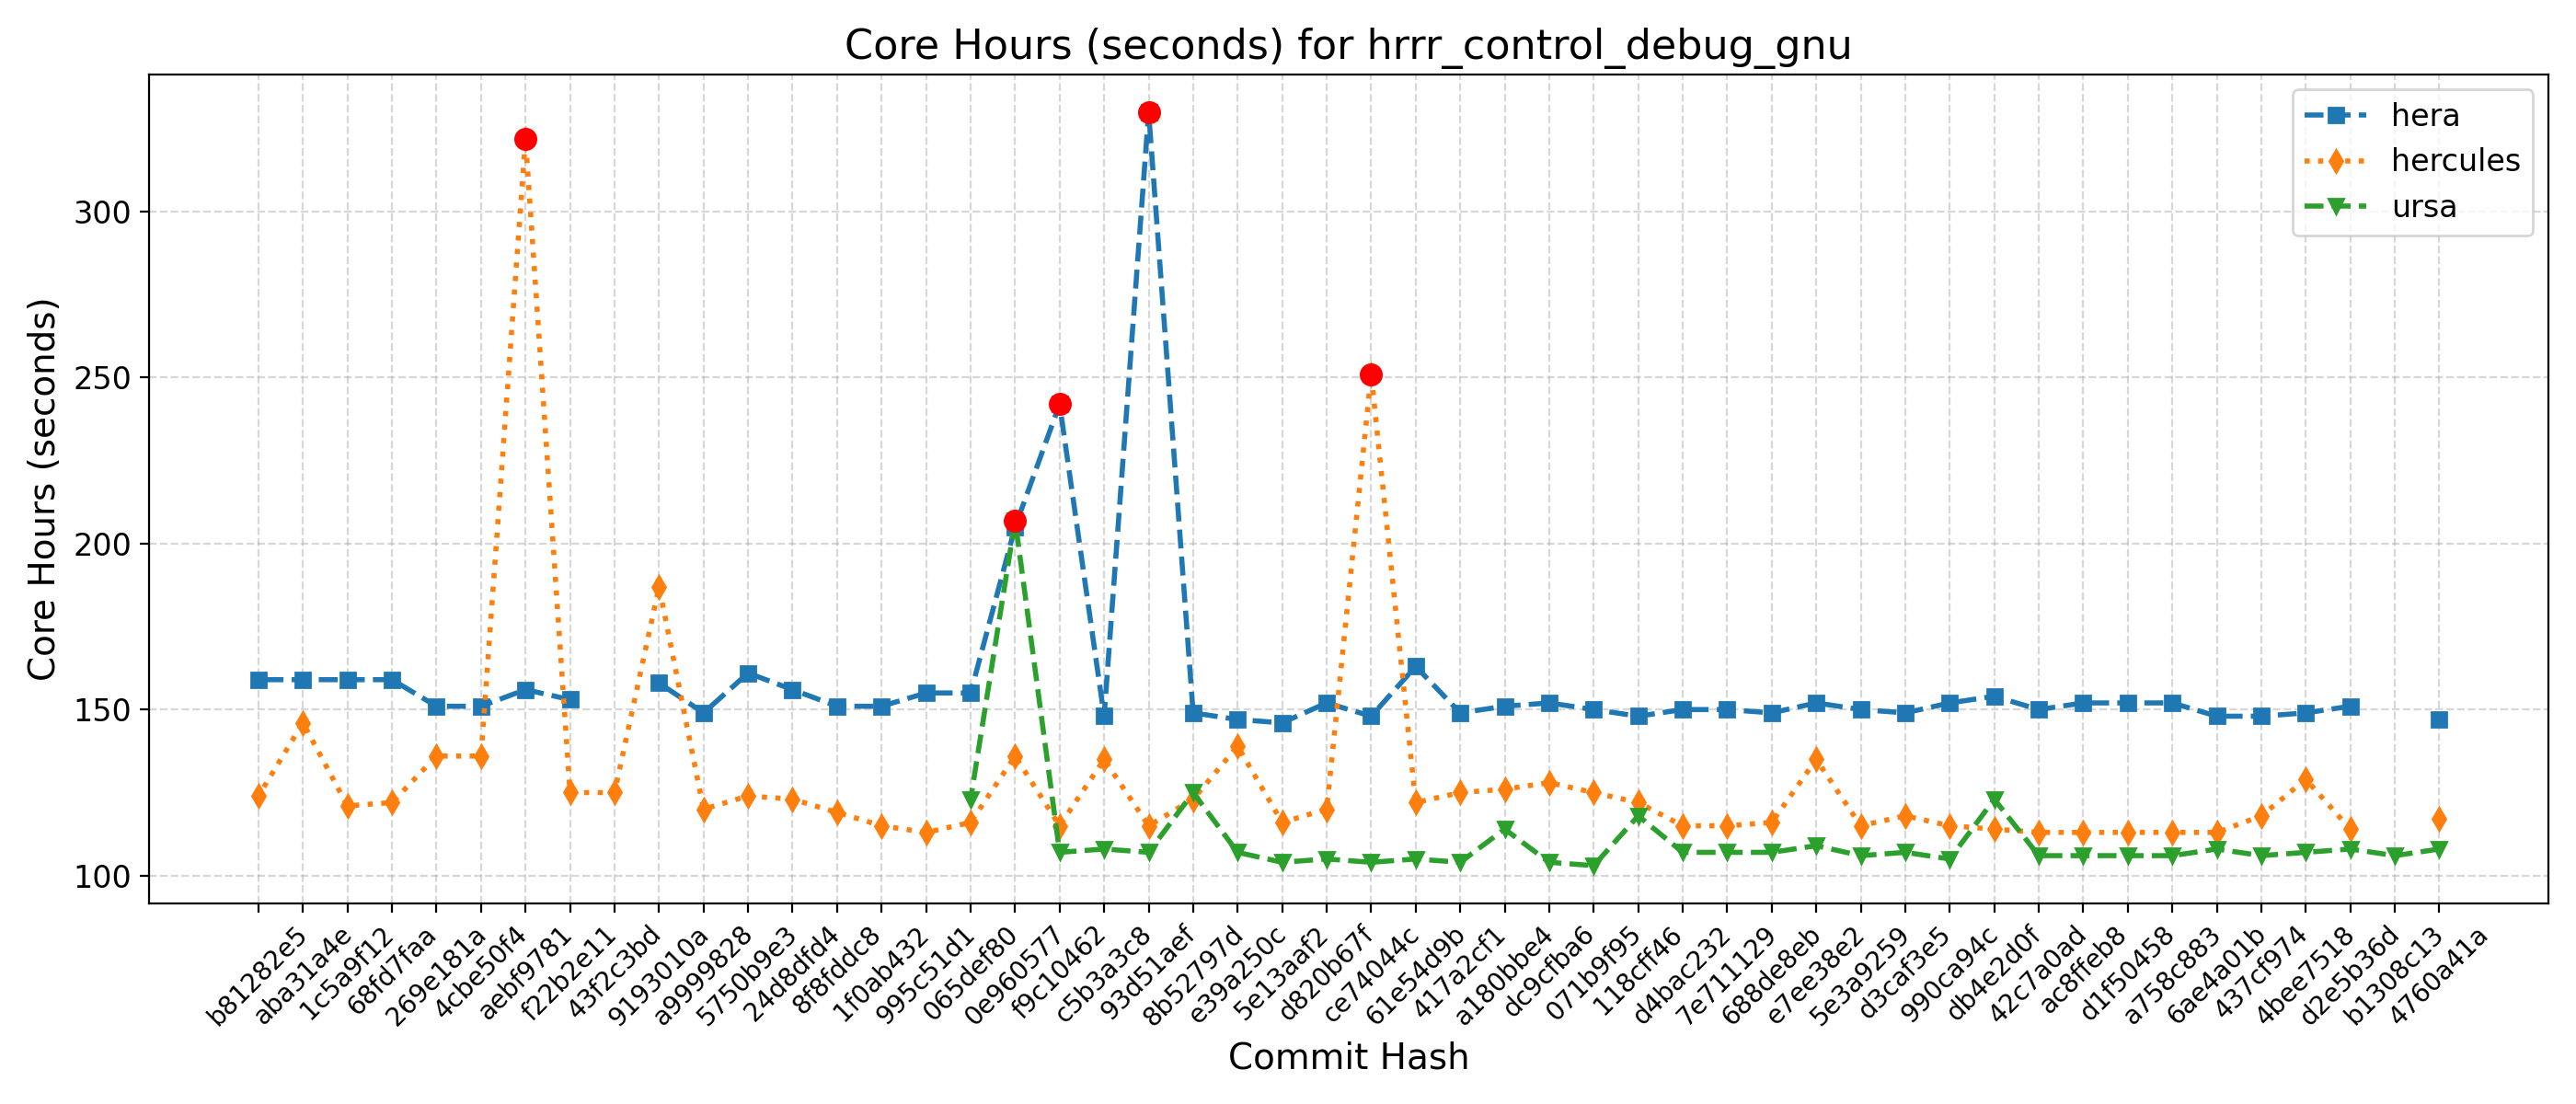 Core Hours (seconds) for hrrr_control_debug_gnu
hera
hercules
ursa
Core Hours (seconds)
300
250
200
150
100
b81282e5
aba31a4e
1c5a9f12
68fd7faa
269e181a
4cbe50f4
aebf9781
f22b2e11
43f2c3bd
9193010a
a9999828
5750b9e3
24d8dfd4
8f8fddc8
1f0ab432
995c51d1
065def80
0e960577
f9c10462
c5b3a3c8
93d51aef
8b52797d
e39a250c
5e13aaf2
d820b67f
ce74044c
61e54d9b
417a2cf1
a180bbe4
dc9cfba6
071b9f95
118cff46
d4bac232
7e711129
688de8eb
e7ee38e2
5e3a9259
d3caf3e5
990ca94c
db4e2d0f
42c7a0ad
ac8ffeb8
d1f50458
a758c883
6ae4a01b
437cf974
4bee7518
d2e5b36d
b1308c13
4760a41a
Commit Hash